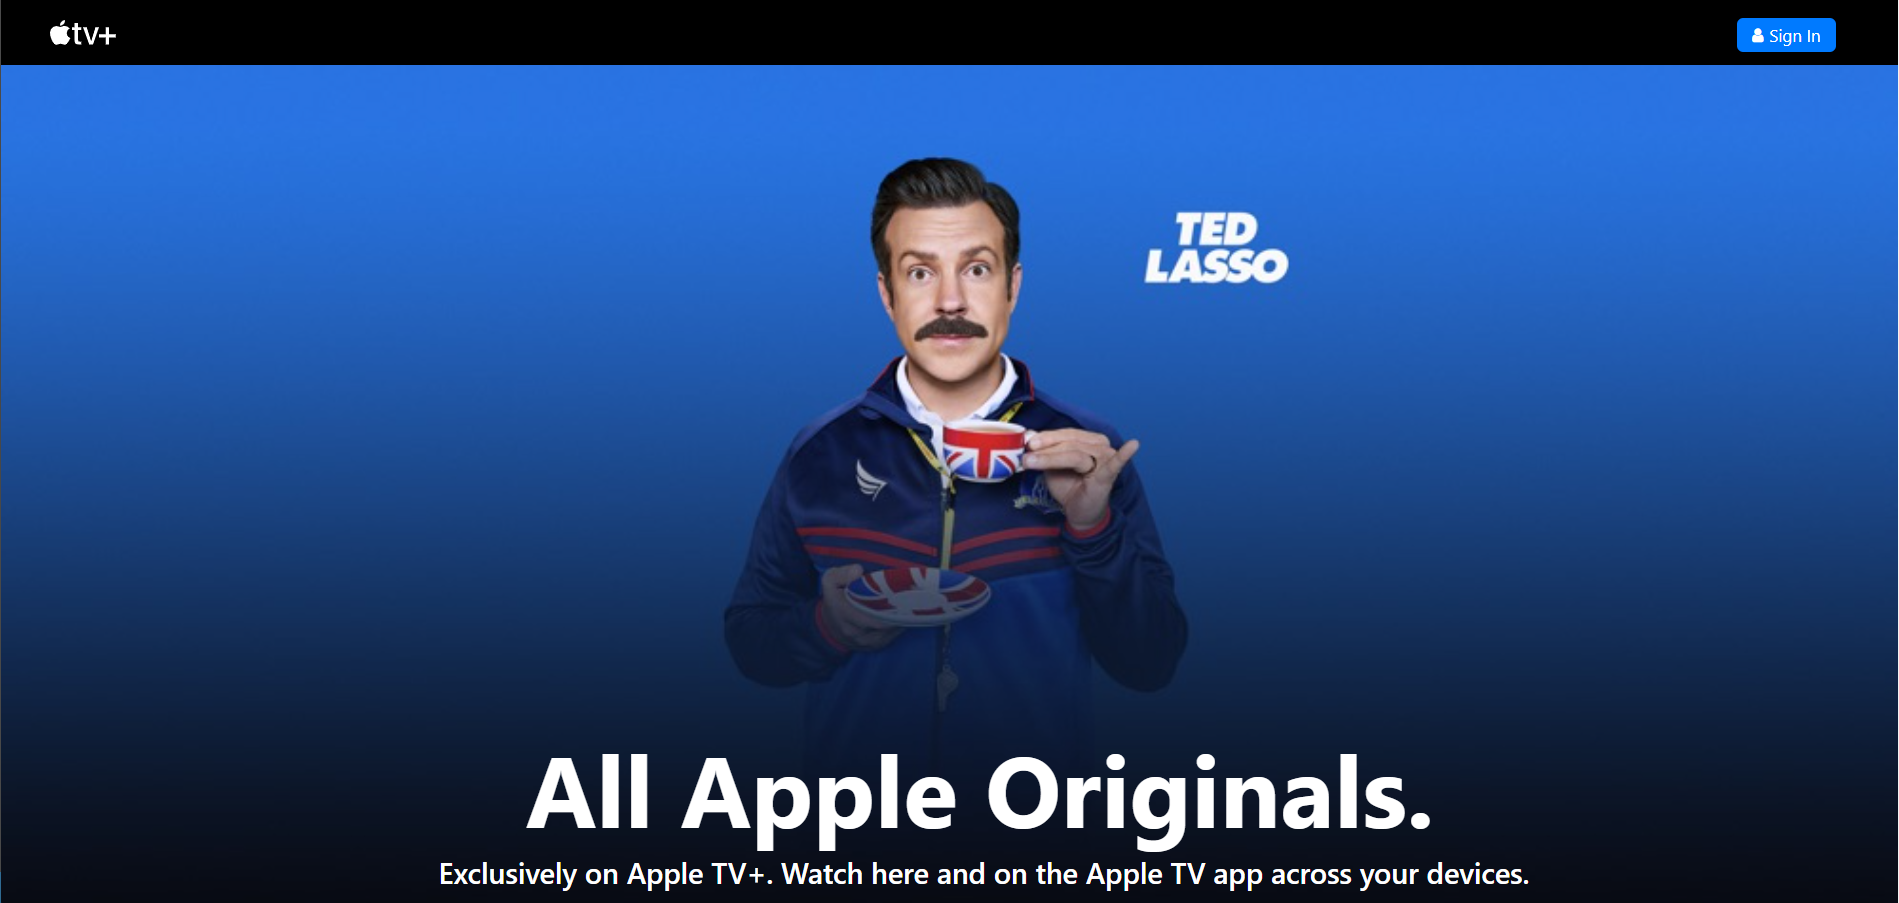 tv+
Sign In
TED
LASSO
All Apple Originals.
Exclusively on Apple TV+. Watch here and on the Apple TV app across your devices.